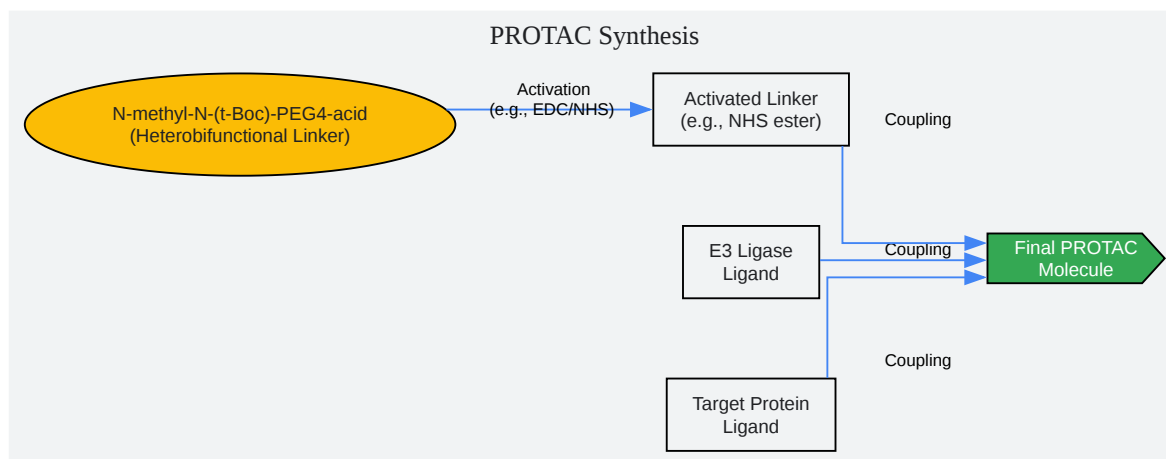 PROTAC Synthesis
N-methyl-N-(t-Boc)-PEG4-acid
(Heterobifunctional Linker)
Activation
(e.g., EDC/NHS)
Activated Linker
(e.g., NHS ester)
Coupling
E3 Ligase
Ligand
Coupling
Final PROTAC
Molecule
Coupling
Target Protein
Ligand